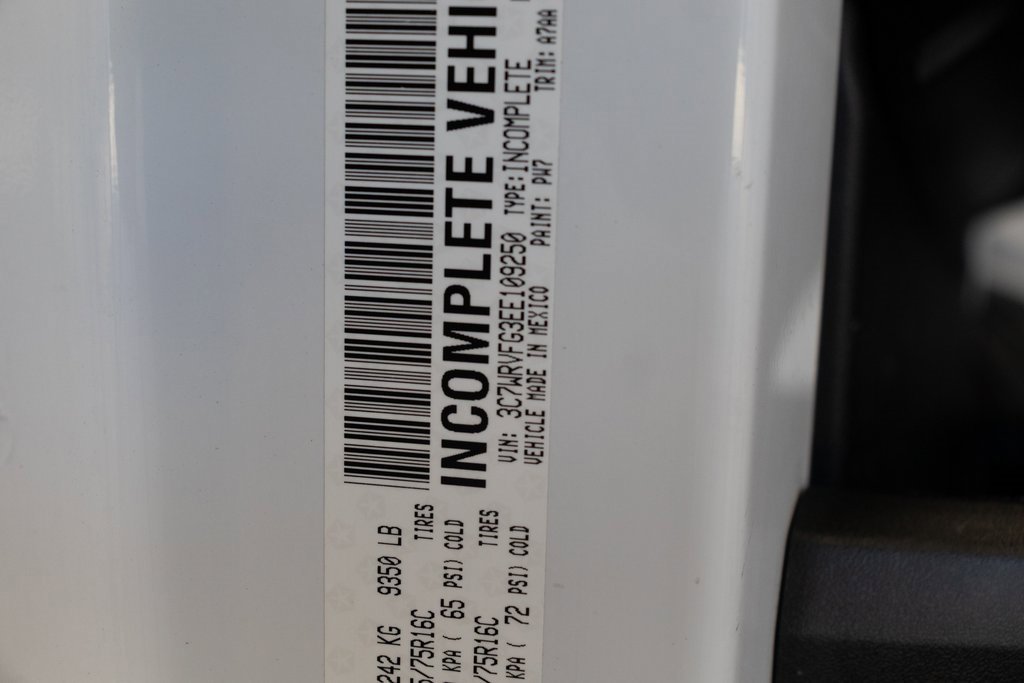 INCOMPLETE VEHI
VIN: 3C7WRVFG3EE109250 TYPE: INCOMPLETE
VEHICLE MADE IN MEXICO PAINT: PW7 TRIM: A7AA
242 KG 9350 LB
/75R16C TIRES
KPA ( 65 PSI) COLD
/75R16C TIRES
KPA ( 72 PSI) COLD